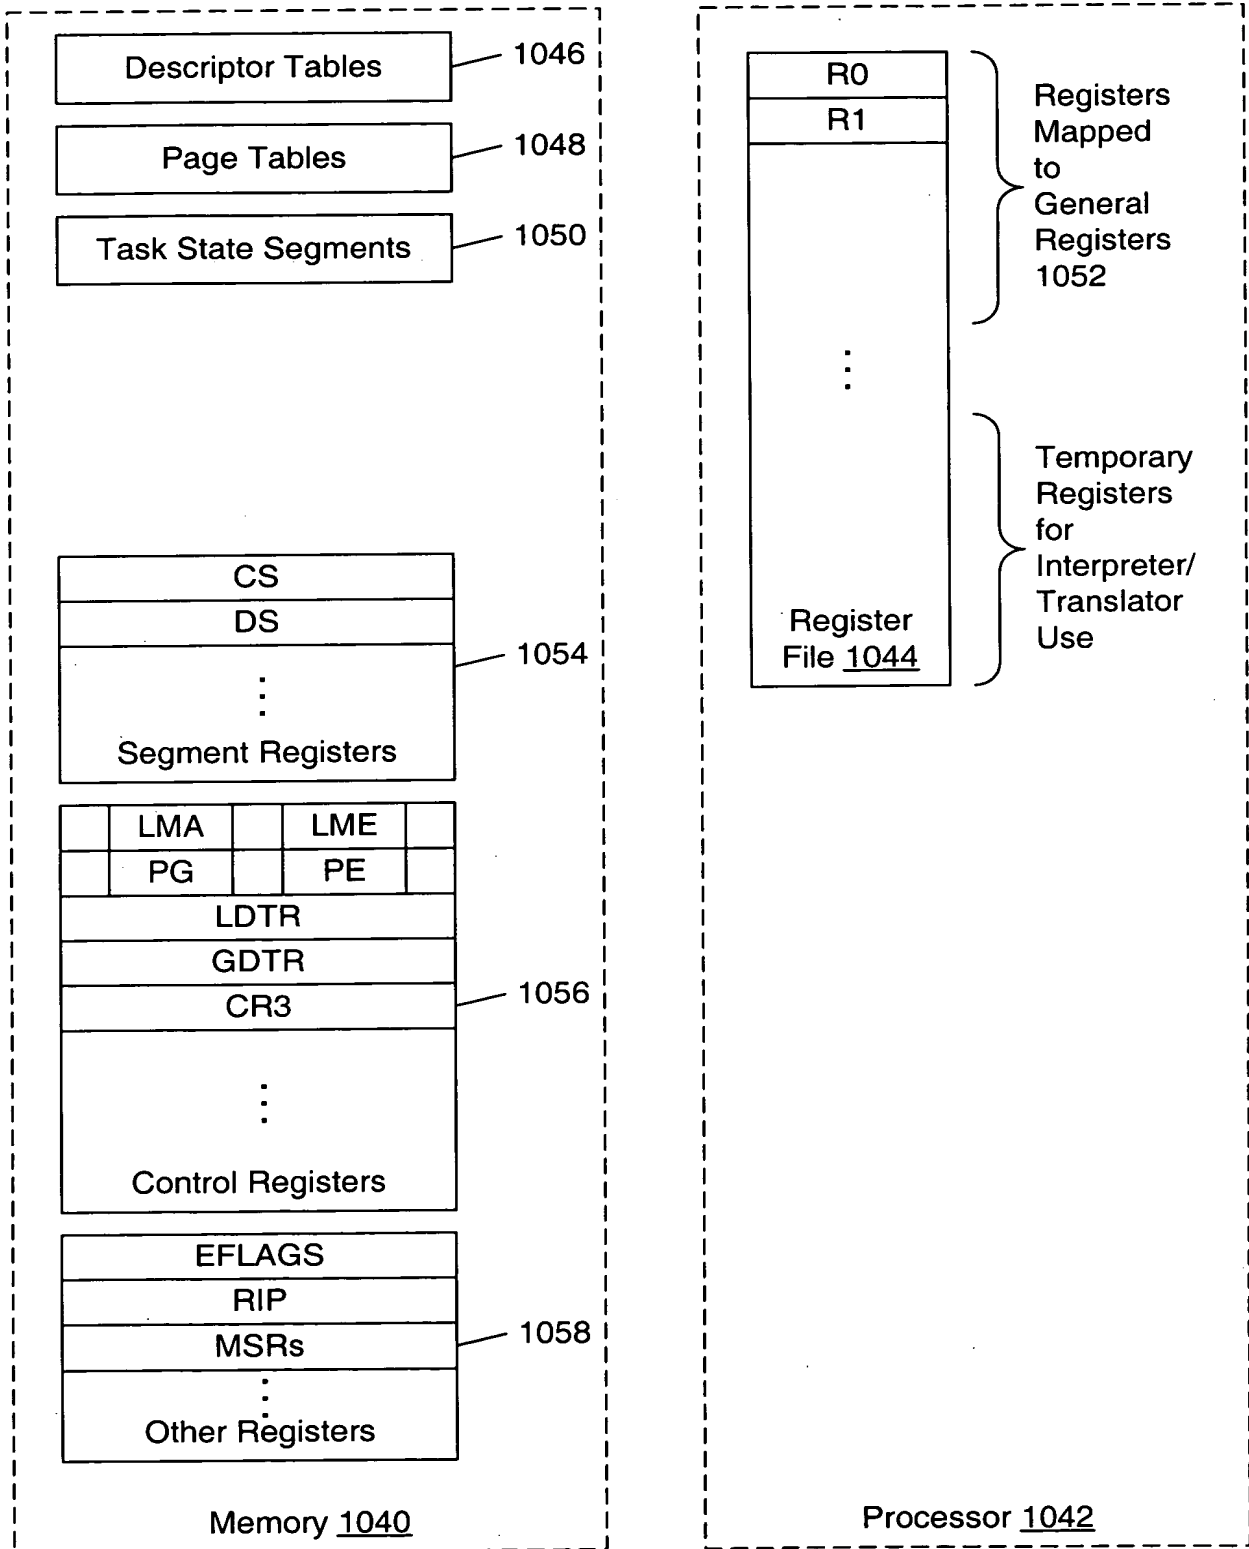 Descriptor Tables
1046
Page Tables
1048
Task State Segments
1050
CS
DS
Segment Registers
1054
LMA
LME
PG
PE
LDTR
GDTR
CR3
1056
Control Registers
EFLAGS
RIP
MSRs
1058
Other Registers
Memory 1040
R0
R1
Register
File 1044
Registers
Mapped
to
General
Registers
1052
Temporary
Registers
for
Interpreter/
Translator
Use
Processor 1042